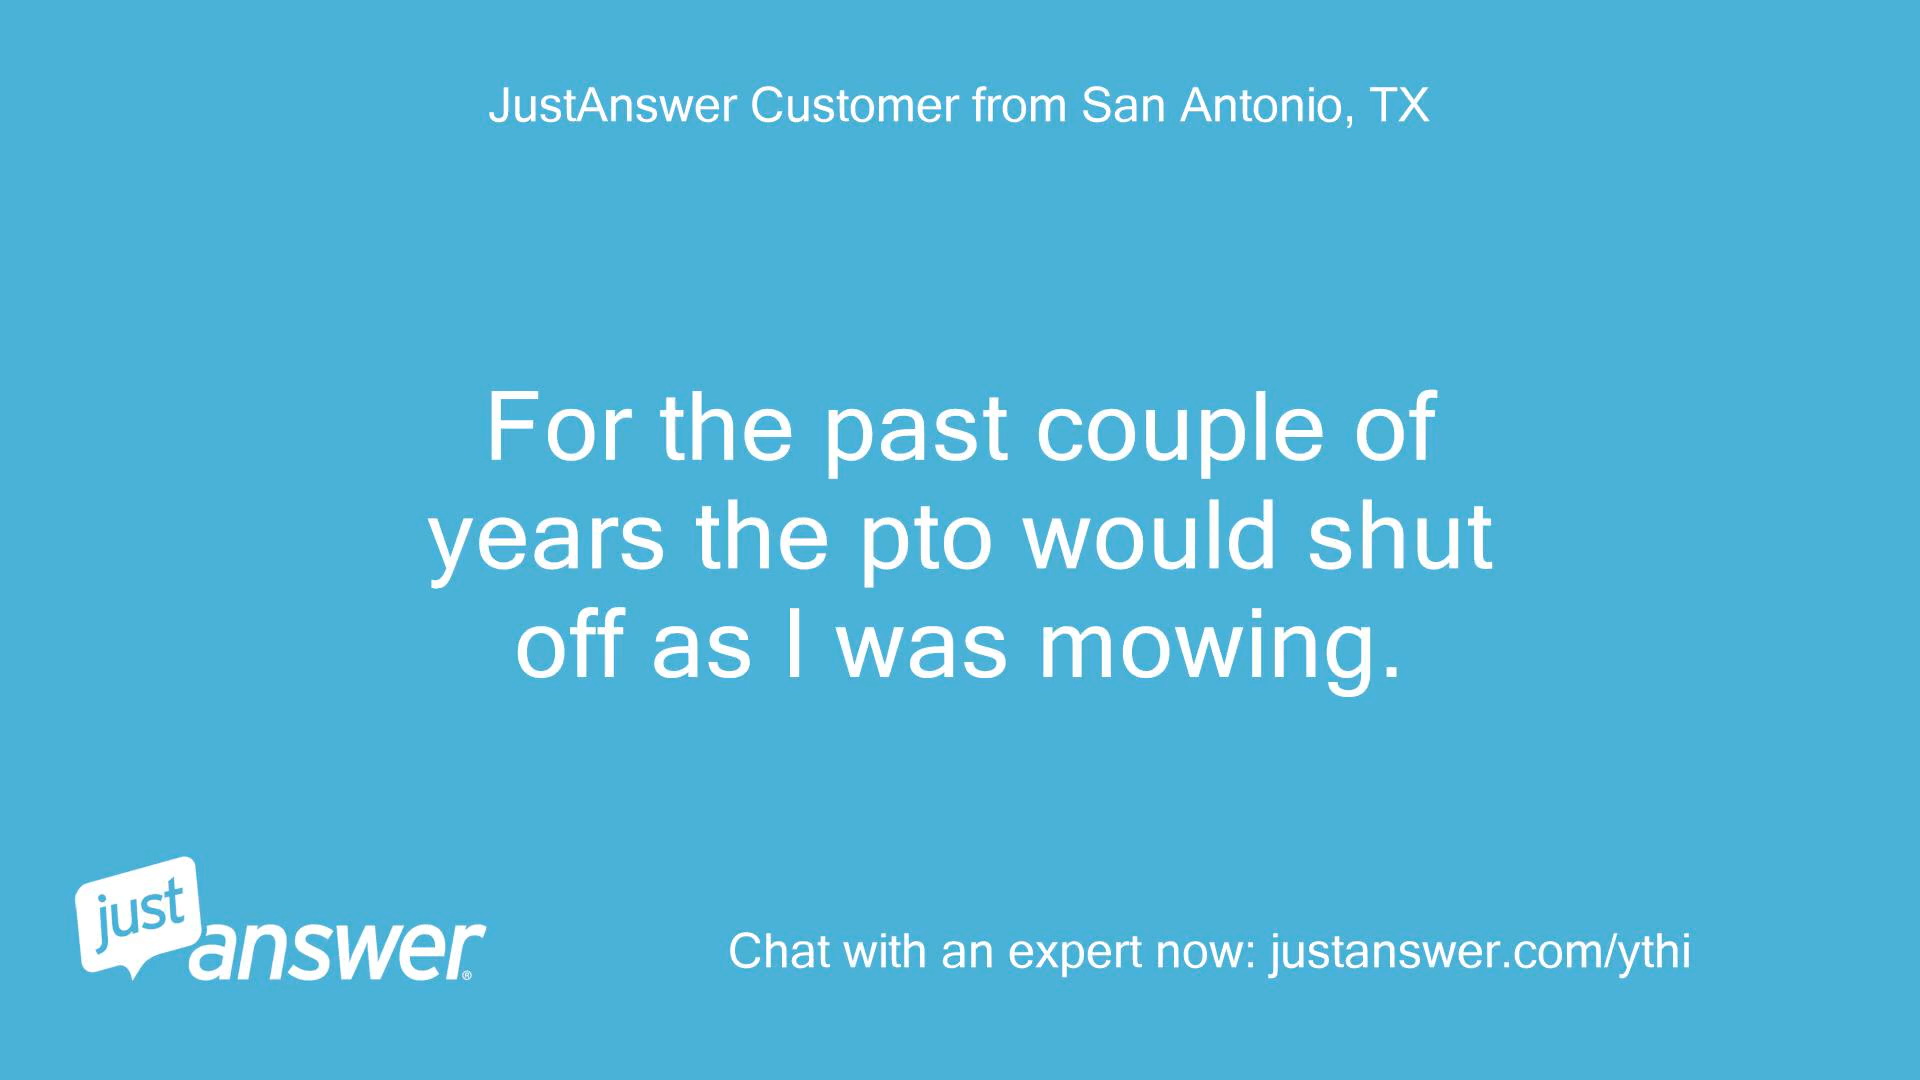 JustAnswer Customer from San Antonio, TX
For the past couple of
years the pto would shut
off as I was mowing.
just
answer®
Chat with an expert now: justanswer.com/ythi